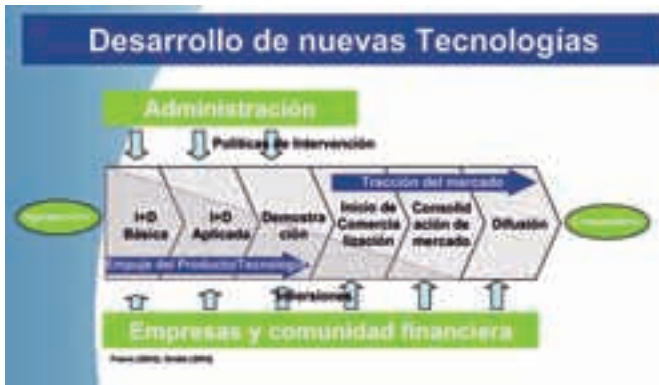 Desarrollo de nuevas Tecnologías
Administración
Políticas de Intervención
Tracción del mercado
I+D
Básica
I+D
Aplicada
Demostra
ción
Inicio de
Comercia
lización
Consolid
ación de
mercado
Difusión
Empuje del Producto/Tecnología
Inversiones
Empresas y comunidad financiera